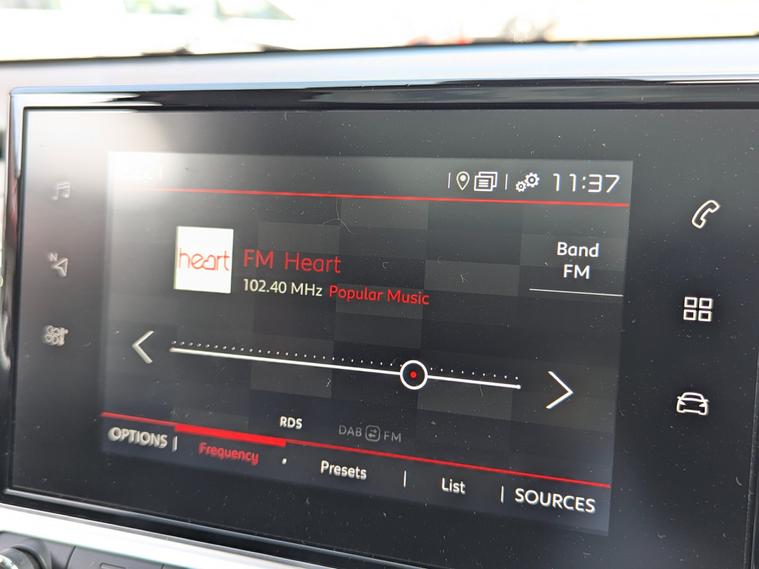 11:37
heart
FM Heart
102.40 MHz Popular Music
Band
FM
N
RDS
DAB FM
OPTIONS Frequency Presets List SOURCES